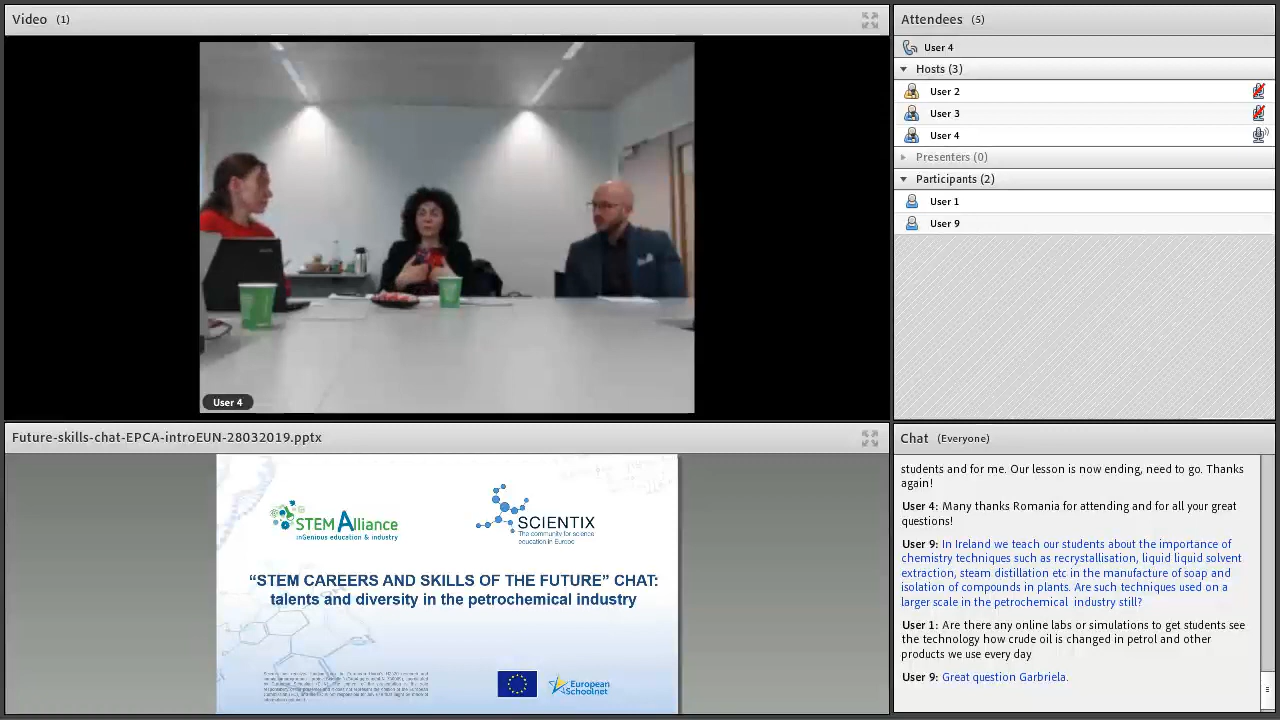 Video (1)
User 4
Attendees (5)
User 4
Hosts (3)
User 2
User 3
User 4
Presenters (0)
Participants (2)
User 1
User 9
Future-skills-chat-EPCA-introEUN-28032019.pptx
STEM Alliance
inGenious education & industry
SCIENTIX
The community for science
education in Europe
“STEM CAREERS AND SKILLS OF THE FUTURE” CHAT:
talents and diversity in the petrochemical industry
European
Schoolnet
Chat (Everyone)
students and for me. Our lesson is now ending, need to go. Thanks
again!
User 4: Many thanks Romania for attending and for all your great
questions!
User 9: In Ireland we teach our students about the importance of
chemistry techniques such as recrystallisation, liquid liquid solvent
extraction, steam distillation etc in the manufacture of soap and
isolation of compounds in plants. Are such techniques used on a
larger scale in the petrochemical industry still?
User 1: Are there any online labs or simulations to get students see
the technology how crude oil is changed in petrol and other
products we use every day
User 9: Great question Garbriela.